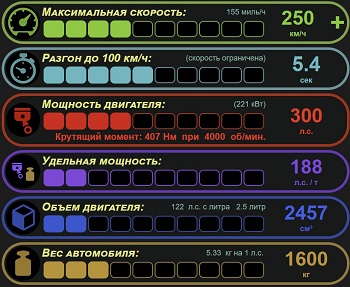 Максимальная скорость: 155 миль/ч 250 км/ч +
Разгон до 100 км/ч: (скорость ограничена) 5.4 сек
Мощность двигателя: (221 кВт) 300 л.с.
Крутящий момент: 407 Нм при 4000 об/мин.
Удельная мощность: 188 л.с. / т
Объем двигателя: 122 л.с. с литра 2.5 литр 2457 см³
Вес автомобиля: 5.33 кг на 1 л.с. 1600 кг